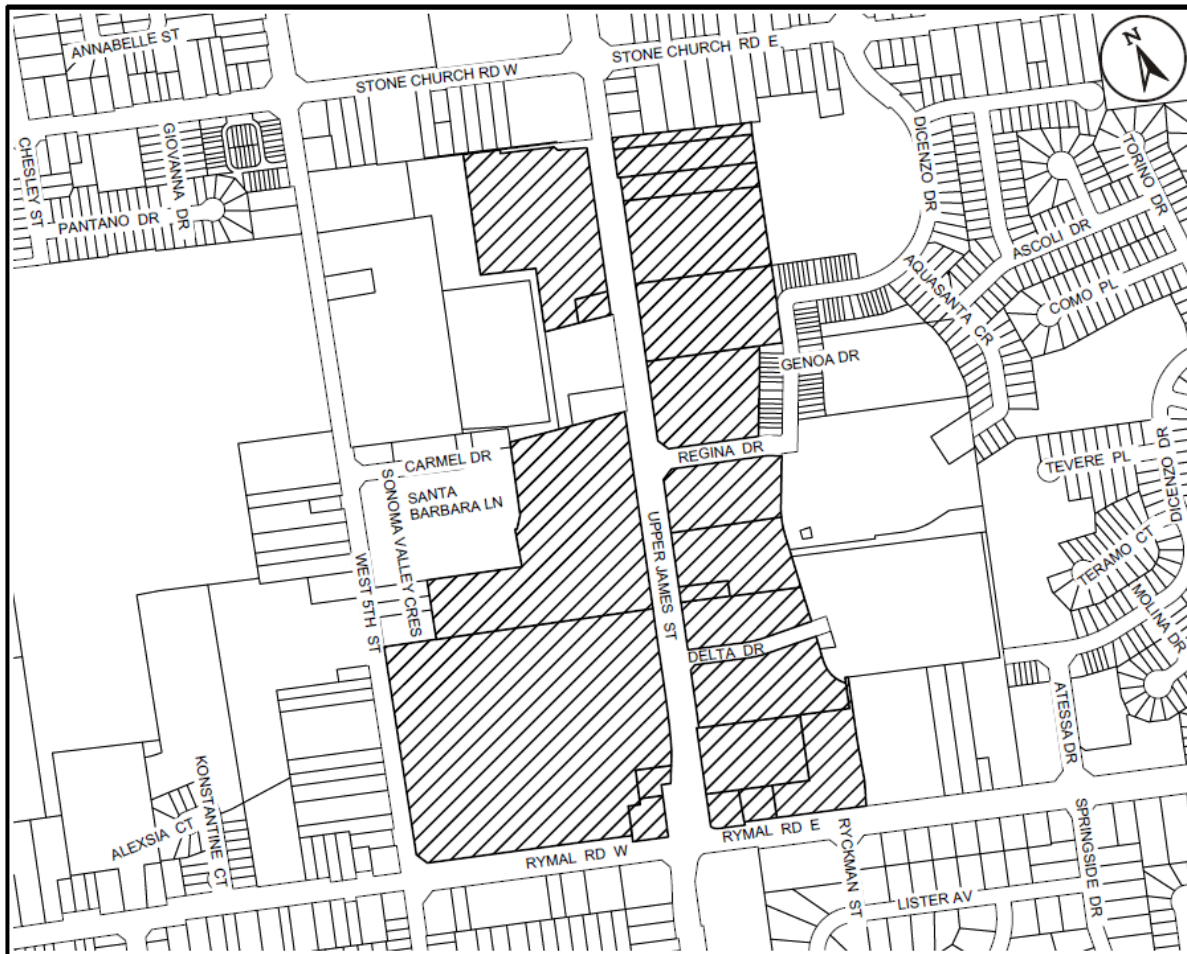 ANNABELLE ST
STONE CHURCH RD E
N
STONE CHURCH RD W
CHESLEY ST
GIOVANNA DR
DICENZO DR
TORINO DR
PANTANO DR
ASCOLI DR
AQUASANTA CR
COMO PL
GENOA DR
REGINA DR
CARMEL DR
TEVERE PL
DICENZO DR
SANTA
BARBARA LN
SONOMA VALLEY CRES
UPPER JAMES ST
WEST 5TH ST
TERAMO CT
MOLINA DR
DELTA DR
ATESSA DR
KONSTANTINE CT
ALEXSIA CT
RYMAL RD E
RYMAL RD W
RYCKMAN ST
SPRINGSIDE DR
LISTER AV